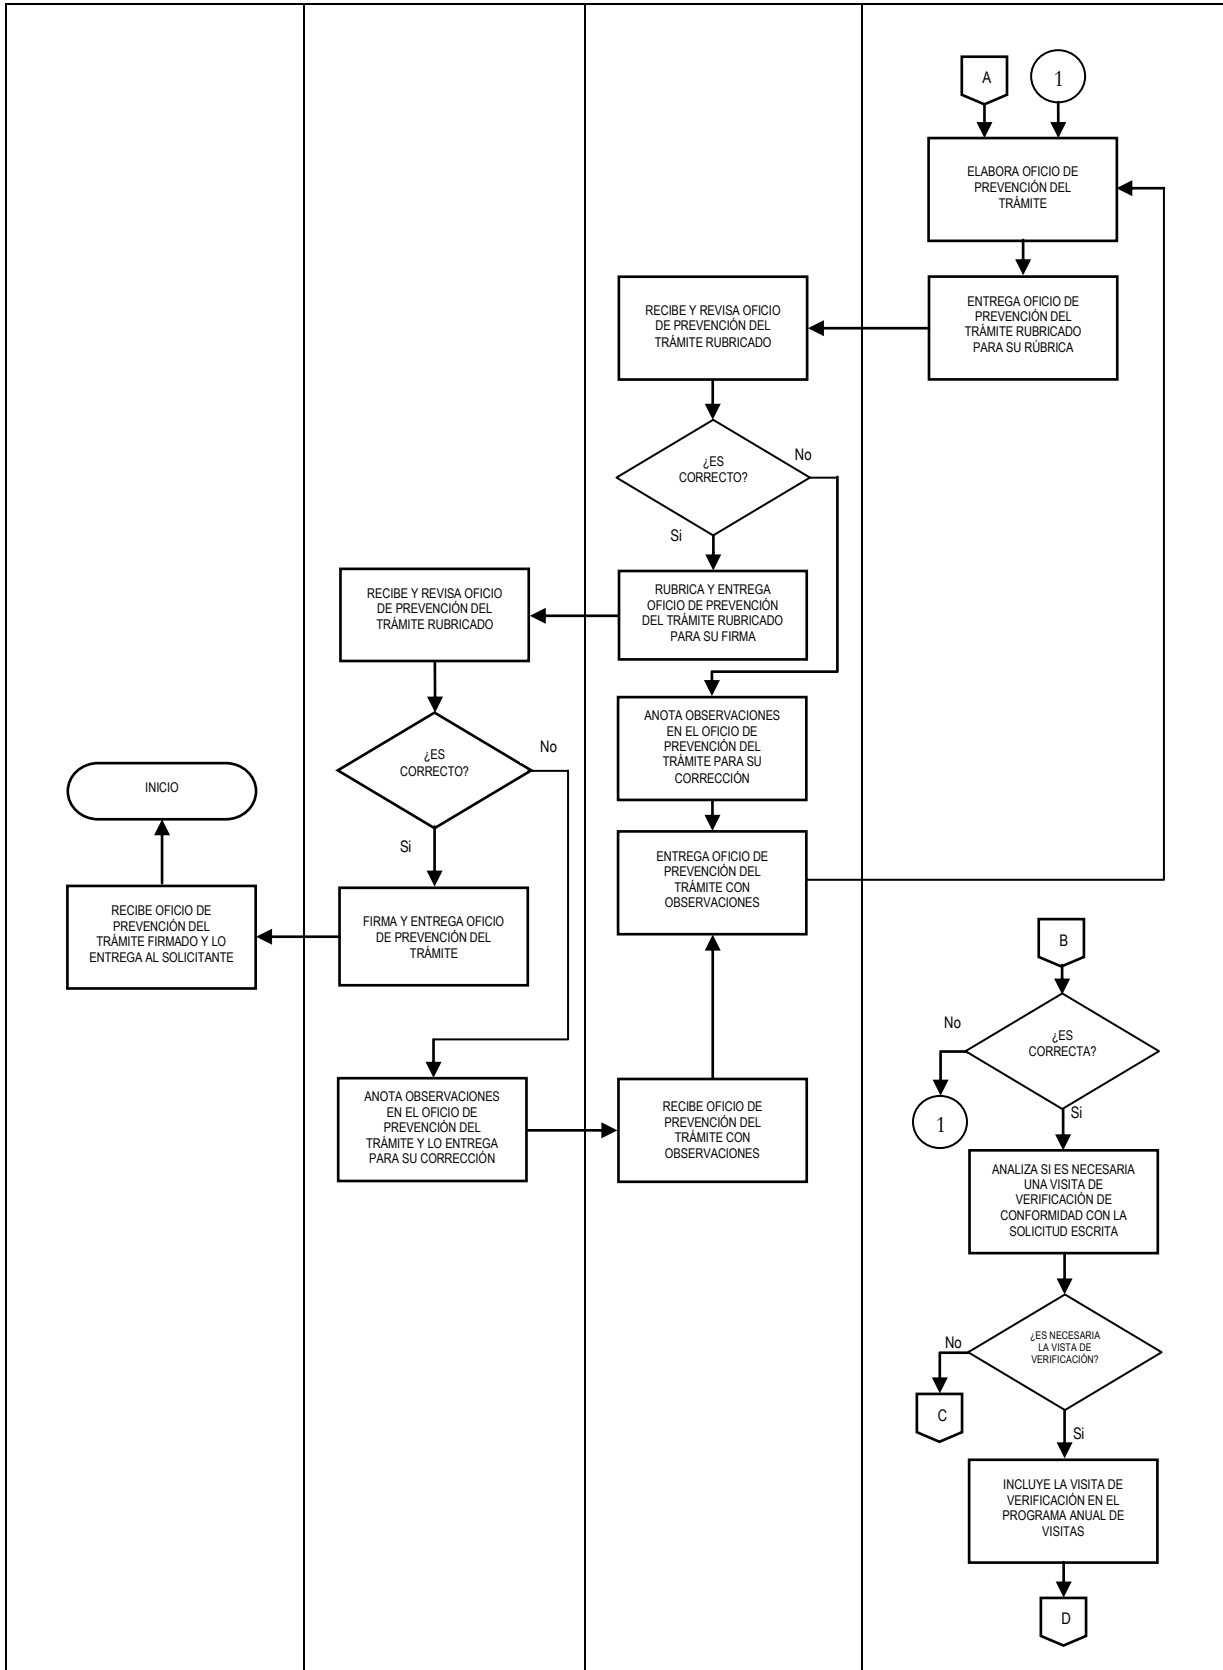 A
1
ELABORA OFICIO DE
PREVENCIÓN DEL
TRÁMITE
ENTREGA OFICIO DE
PREVENCIÓN DEL
TRÁMITE RUBRICADO
PARA SU RÚBRICA
RECIBE Y REVISA OFICIO
DE PREVENCIÓN DEL
TRÁMITE RUBRICADO
¿ES
CORRECTO?
No
Si
RUBRICA Y ENTREGA
OFICIO DE PREVENCIÓN
DEL TRÁMITE RUBRICADO
PARA SU FIRMA
RECIBE Y REVISA OFICIO
DE PREVENCIÓN DEL
TRÁMITE RUBRICADO
ANOTA OBSERVACIONES
EN EL OFICIO DE
PREVENCIÓN DEL
TRÁMITE PARA SU
CORRECCIÓN
¿ES
CORRECTO?
No
Si
INICIO
ENTREGA OFICIO DE
PREVENCIÓN DEL
TRÁMITE CON
OBSERVACIONES
FIRMA Y ENTREGA OFICIO
DE PREVENCIÓN DEL
TRÁMITE
RECIBE OFICIO DE
PREVENCIÓN DEL
TRÁMITE FIRMADO Y LO
ENTREGA AL SOLICITANTE
ANOTA OBSERVACIONES
EN EL OFICIO DE
PREVENCIÓN DEL
TRÁMITE Y LO ENTREGA
PARA SU CORRECCIÓN
RECIBE OFICIO DE
PREVENCIÓN DEL
TRÁMITE CON
OBSERVACIONES
B
¿ES
CORRECTA?
No
1
Si
ANALIZA SI ES NECESARIA
UNA VISITA DE
VERIFICACIÓN DE
CONFORMIDAD CON LA
SOLICITUD ESCRITA
¿ES NECESARIA
LA VISTA DE
VERIFICACIÓN?
No
C
Si
INCLUYE LA VISITA DE
VERIFICACIÓN EN EL
PROGRAMA ANUAL DE
VISITAS
D